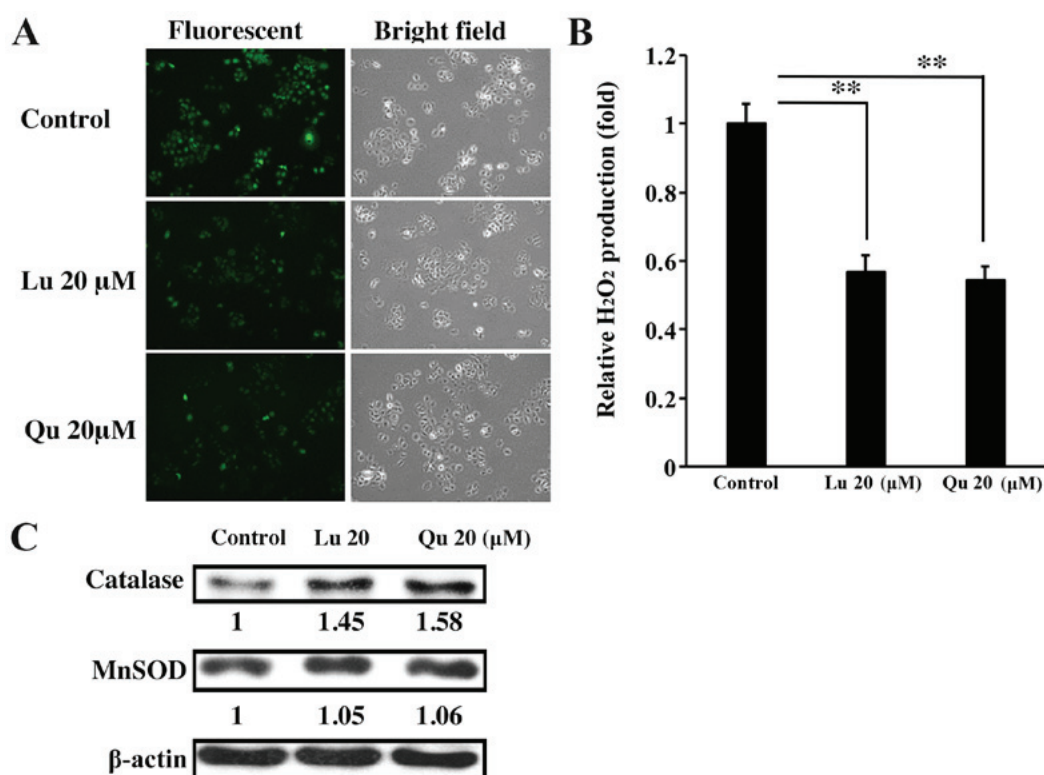 A
Fluorescent Bright field
Control
Lu 20 μM
Qu 20μM
B
Relative H₂O₂ production (fold)
1.2
1
0.8
0.6
0.4
0.2
0
**
**
Control Lu 20 (μM) Qu 20 (μM)
C
Control Lu 20 Qu 20 (μM)
Catalase
1 1.45 1.58
MnSOD
1 1.05 1.06
β-actin